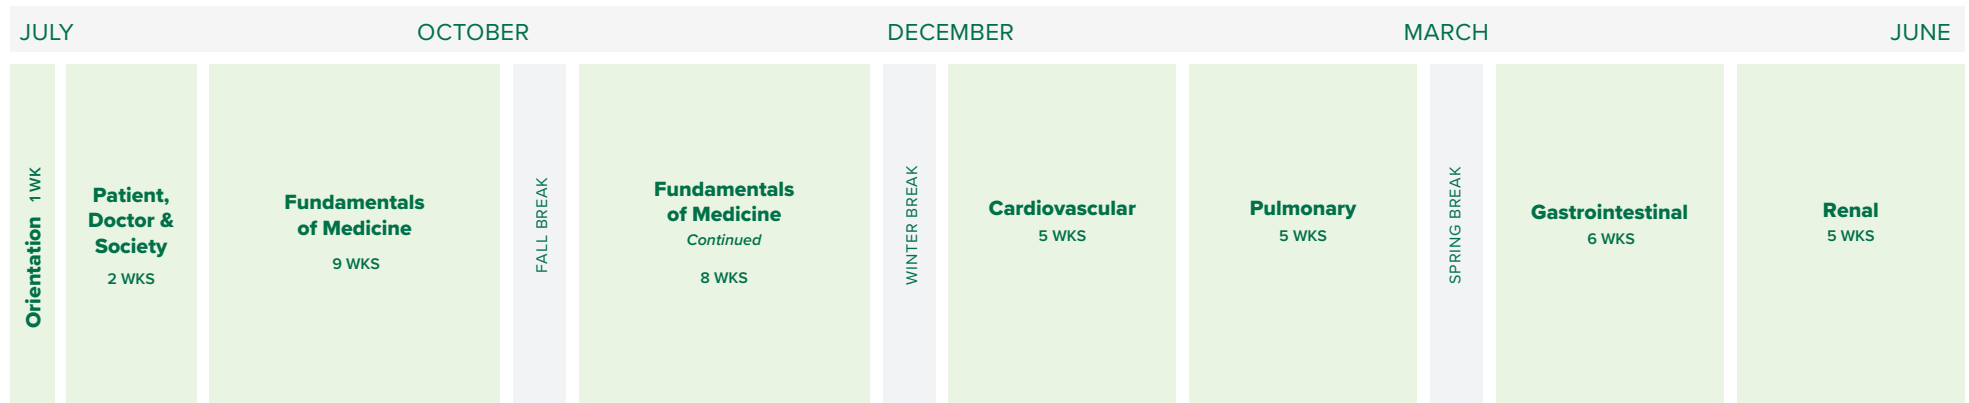 JULY OCTOBER DECEMBER MARCH JUNE
Orientation 1 WK
Patient,
Doctor &
Society
2 WKS
Fundamentals
of Medicine
9 WKS
FALL BREAK
Fundamentals
of Medicine
Continued
8 WKS
WINTER BREAK
Cardiovascular
5 WKS
Pulmonary
5 WKS
SPRING BREAK
Gastrointestinal
6 WKS
Renal
5 WKS